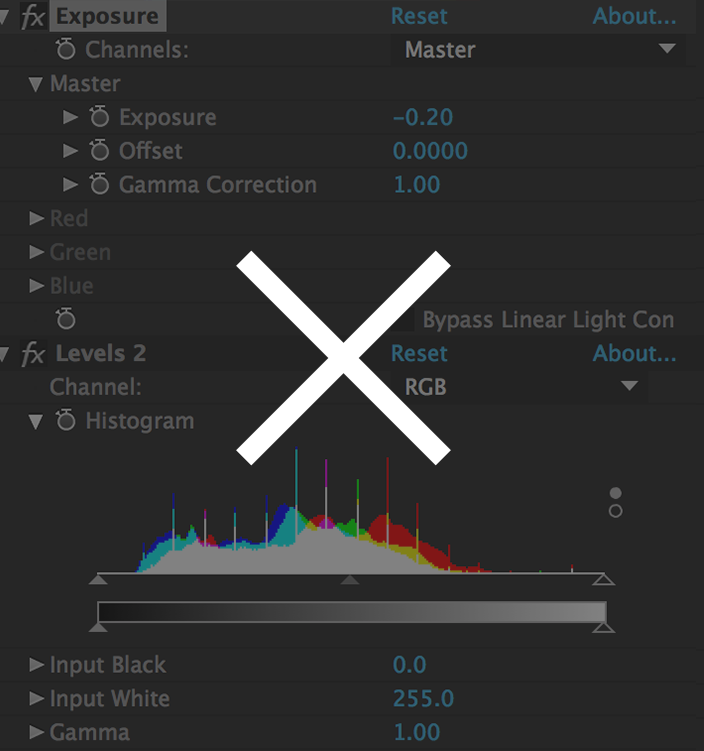 fx Exposure Reset About...
Channels: Master
Master
Exposure -0.20
Offset 0.0000
Gamma Correction 1.00
Red
Green
Blue
Bypass Linear Light Con
fx Levels 2 Reset About...
Channel: RGB
Histogram
Input Black 0.0
Input White 255.0
Gamma 1.00